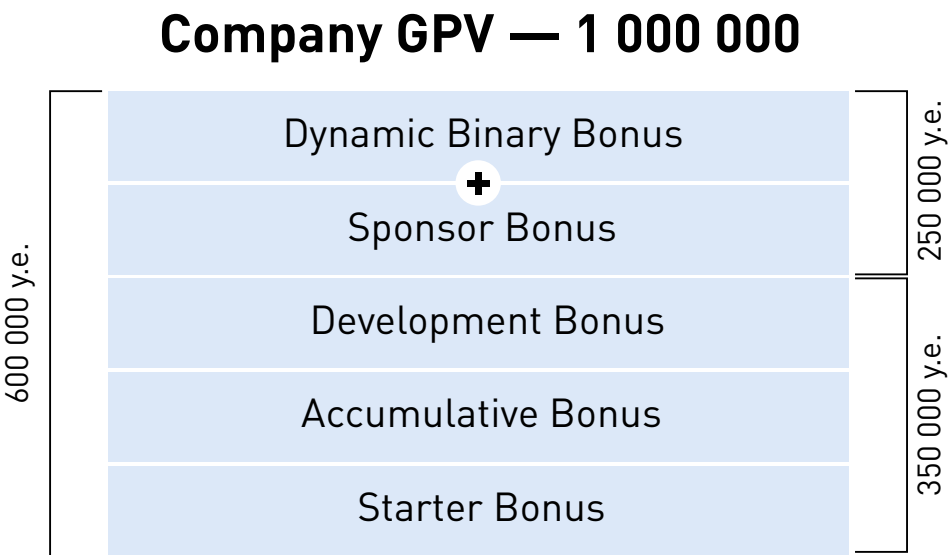 Company GPV — 1 000 000
600 000 y.e.
Dynamic Binary Bonus
+
Sponsor Bonus
250 000 y.e.
Development Bonus
Accumulative Bonus
Starter Bonus
350 000 y.e.